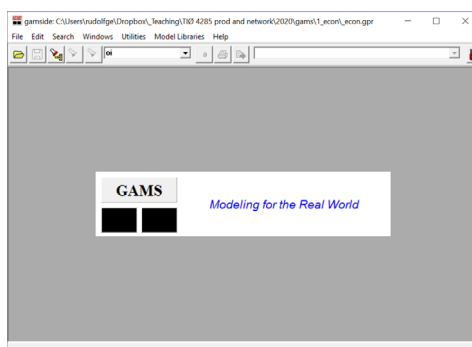 gamside: C:\Users\rudolfge\Dropbox\_Teaching\TIØ 4285 prod and network\2020\gams\1_econ\_econ.gpr
File Edit Search Windows Utilities Model Libraries Help
oi
a
GAMS
Modeling for the Real World